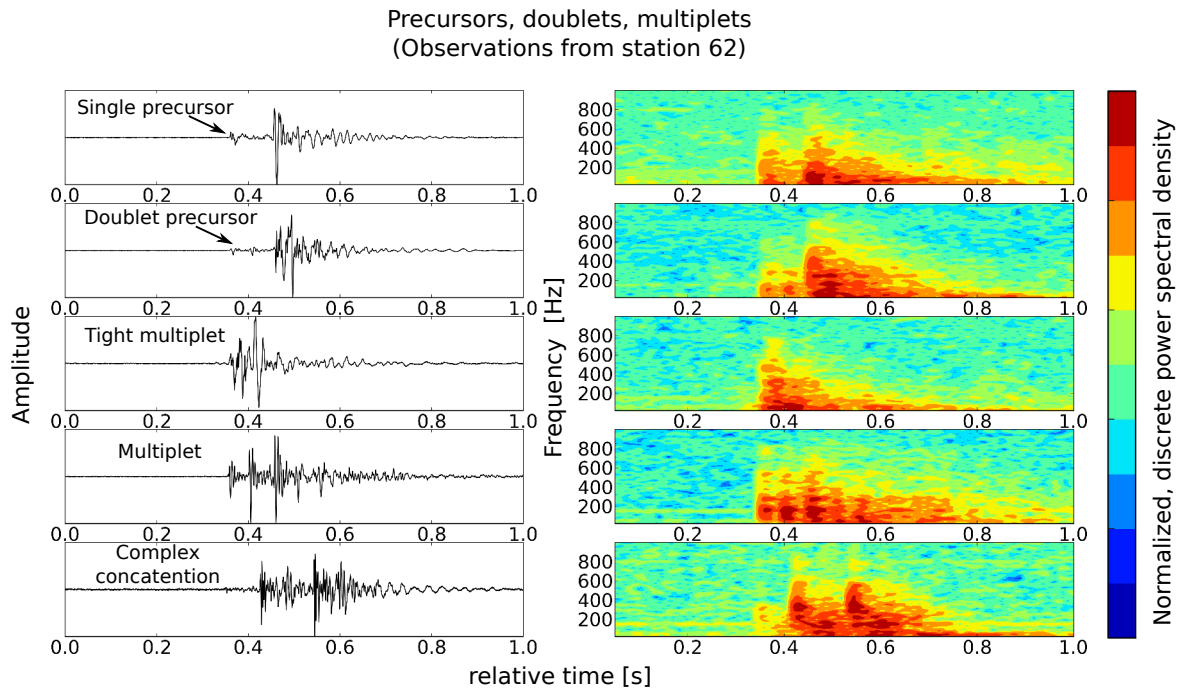 Precursors, doublets, multiplets
(Observations from station 62)
Single precursor
0.0 0.2 0.4 0.6 0.8 1.0
800
600
400
200
0.2 0.4 0.6 0.8 1.0
Doublet precursor
0.0 0.2 0.4 0.6 0.8 1.0
800
600
400
200
0.2 0.4 0.6 0.8 1.0
Tight multiplet
0.0 0.2 0.4 0.6 0.8 1.0
800
600
400
200
0.2 0.4 0.6 0.8 1.0
Multiplet
0.0 0.2 0.4 0.6 0.8 1.0
800
600
400
200
0.2 0.4 0.6 0.8 1.0
Complex
concatention
0.0 0.2 0.4 0.6 0.8 1.0
800
600
400
200
0.2 0.4 0.6 0.8 1.0
Amplitude
Frequency [Hz]
relative time [s]
Normalized, discrete power spectral density